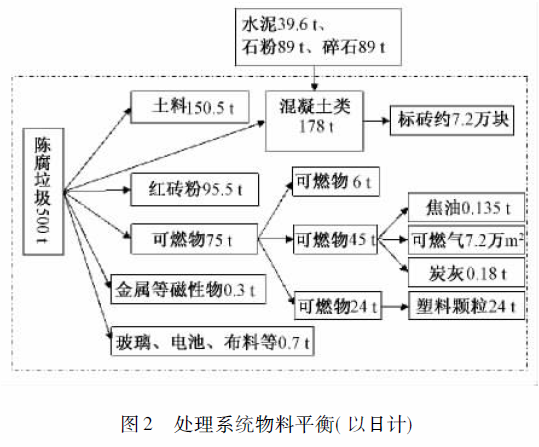 水泥39.6 t、
石粉89 t、碎石89 t
陈腐垃圾500 t
土料150.5 t
混凝土类
178 t
标砖约7.2万块
红砖粉95.5 t
可燃物6 t
可燃物75 t
可燃物45 t
焦油0.135 t
可燃气7.2万m²
炭灰0.18 t
金属等磁性物0.3 t
可燃物24 t
塑料颗粒24 t
玻璃、电池、布料等0.7 t
图2 处理系统物料平衡(以日计)